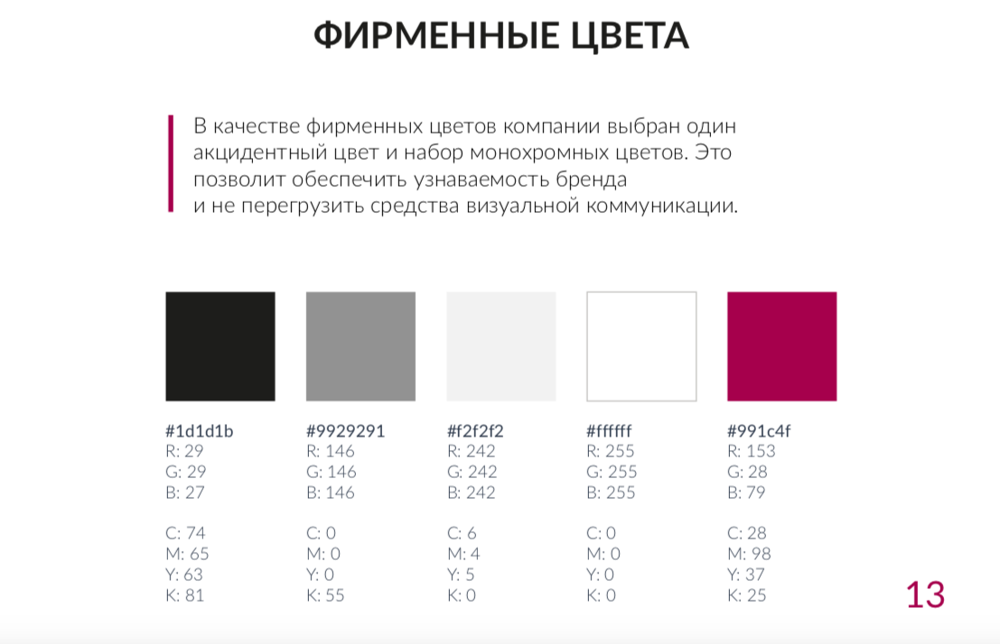 ФИРМЕННЫЕ ЦВЕТА
В качестве фирменных цветов компании выбран один
акцидентный цвет и набор монохромных цветов. Это
позволит обеспечить узнаваемость бренда
и не перегрузить средства визуальной коммуникации.
#1d1d1b
R: 29
G: 29
B: 27
C: 74
M: 65
Y: 63
K: 81
#9929291
R: 146
G: 146
B: 146
C: 0
M: 0
Y: 0
K: 55
#f2f2f2
R: 242
G: 242
B: 242
C: 6
M: 4
Y: 5
K: 0
#ffffff
R: 255
G: 255
B: 255
C: 0
M: 0
Y: 0
K: 0
#991c4f
R: 153
G: 28
B: 79
C: 28
M: 98
Y: 37
K: 25
13